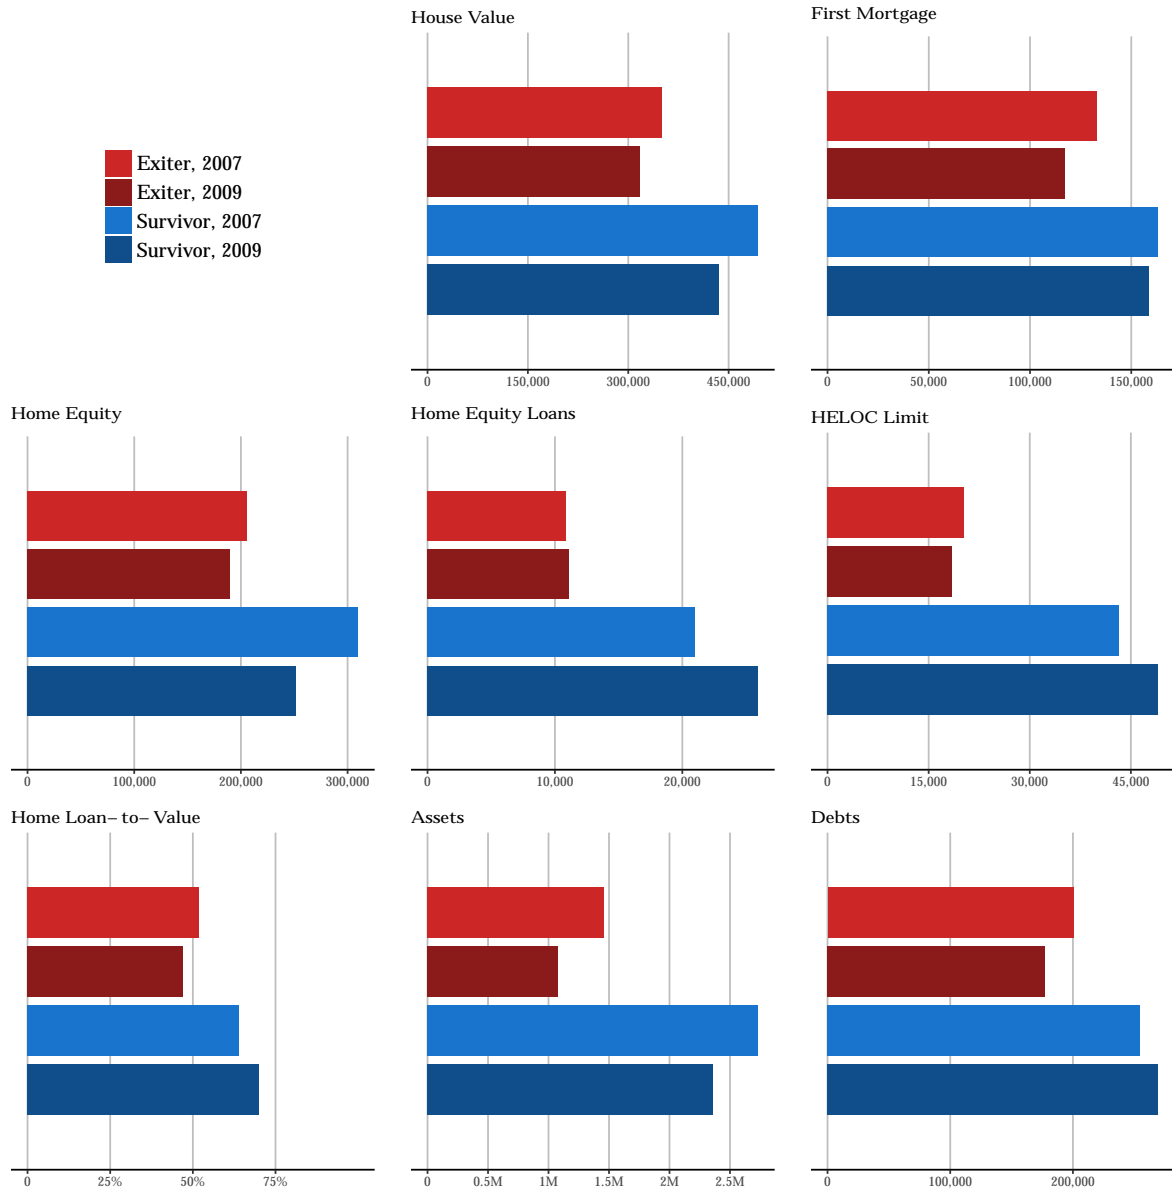 House Value
First Mortgage
Exiter, 2007
Exiter, 2009
Survivor, 2007
Survivor, 2009
0 150,000 300,000 450,000
0 50,000 100,000 150,000
Home Equity
Home Equity Loans
HELOC Limit
0 100,000 200,000 300,000
0 10,000 20,000
0 15,000 30,000 45,000
Home Loan–to–Value
Assets
Debts
0 25% 50% 75%
0 0.5M 1M 1.5M 2M 2.5M
0 100,000 200,000